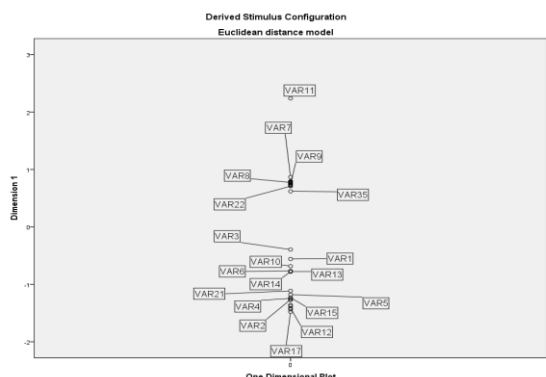 Derived Stimulus Configuration
Euclidean distance model
3
VAR11
2
VAR7
VAR9
1
VAR8
VAR35
VAR22
Dimension 1
0
VAR3
VAR10
VAR1
VAR6
VAR13
VAR14
-1
VAR21
VAR5
VAR4
VAR15
VAR2
VAR12
-2
VAR17
0
One Dimensional Plot